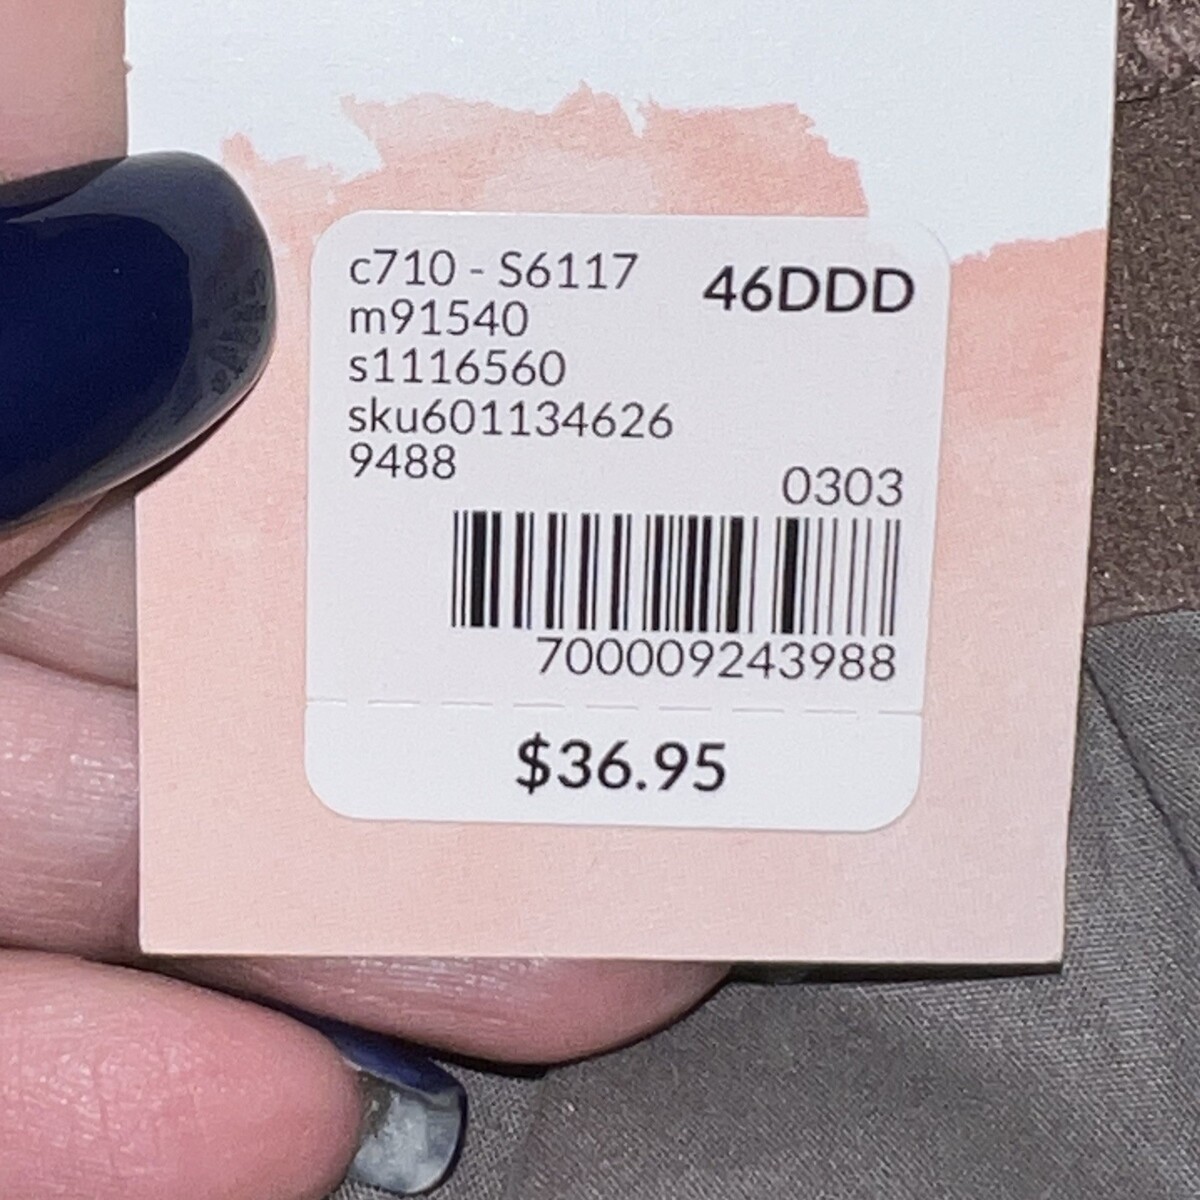 c710 - S6117
46DDD
m91540
s1116560
sku601134626
9488
0303
700009243988
$36.95